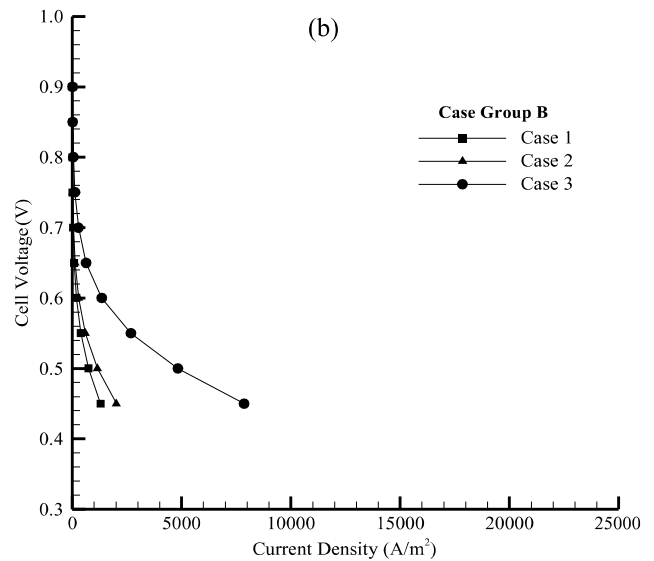 (b)
1.0
0.9
0.8
0.7
0.6
0.5
0.4
0.3
Cell Voltage (V)
Case Group B
Case 1
Case 2
Case 3
0 5000 10000 15000 20000 25000
Current Density (A/m²)